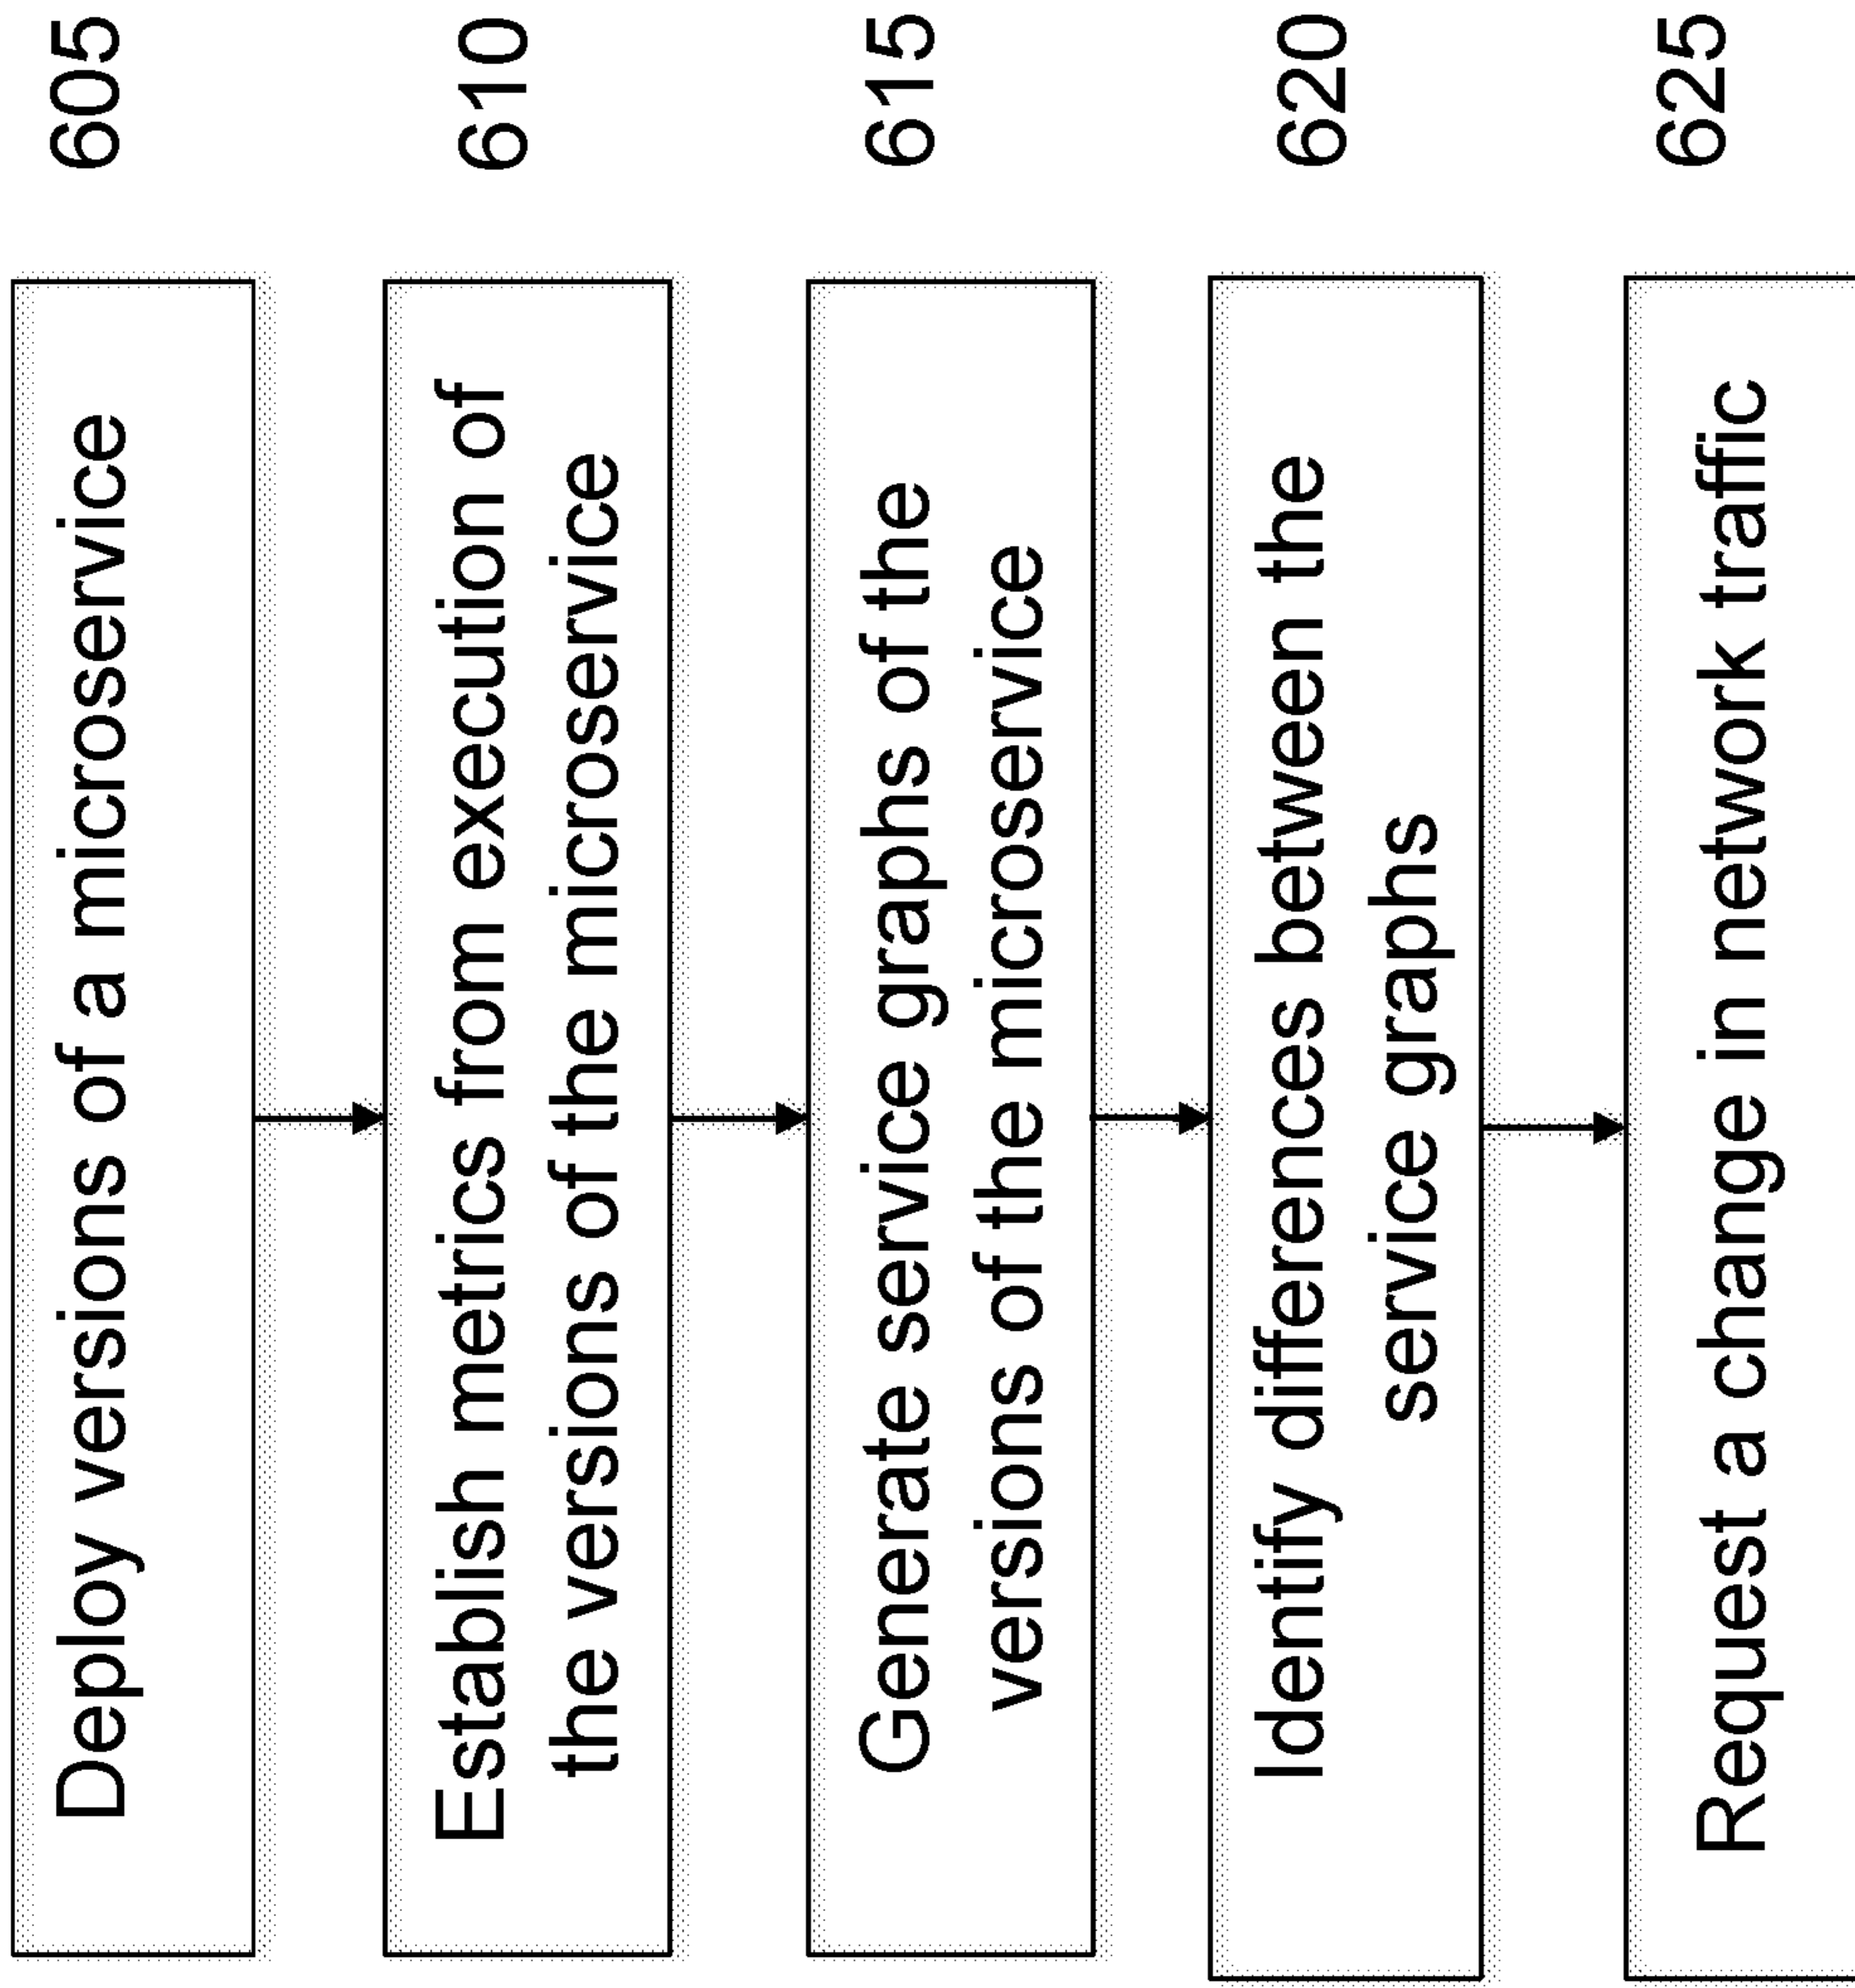 Deploy versions of a microservice
605
Establish metrics from execution of
the versions of the microservice
610
Generate service graphs of the
versions of the microservice
615
Identify differences between the
service graphs
620
Request a change in network traffic
625